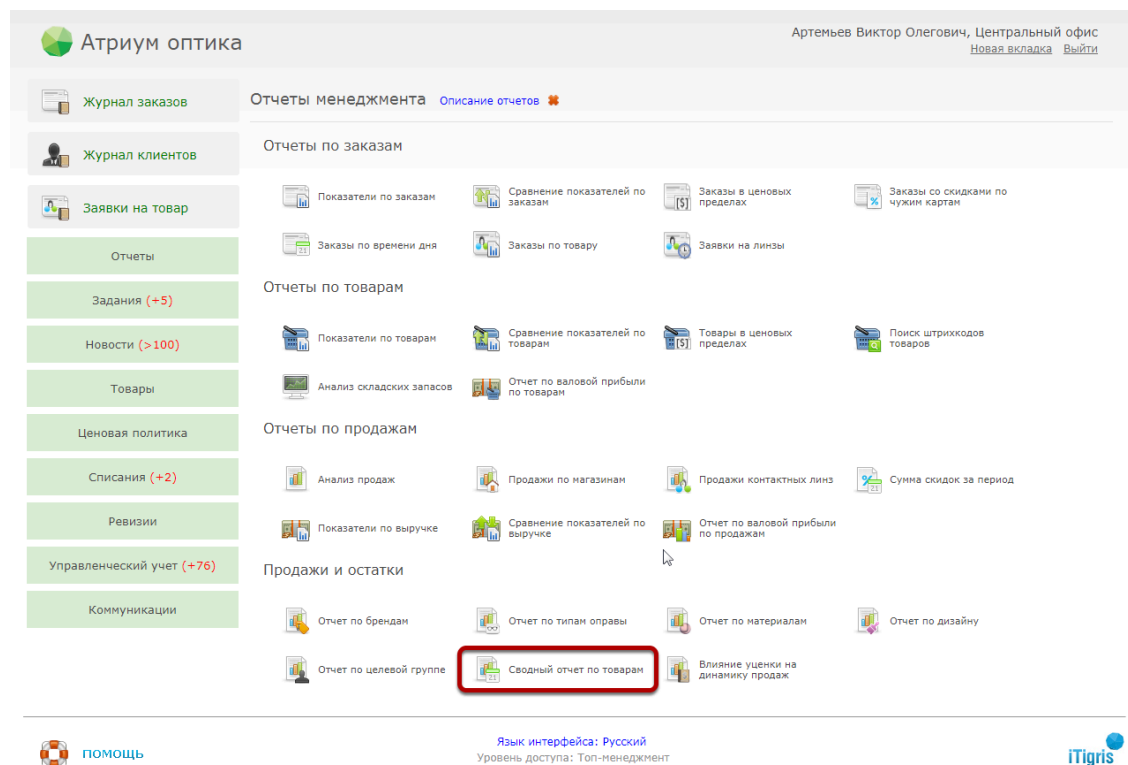 Атриум оптика
Артемьев Виктор Олегович, Центральный офис
Новая вкладка Выйти
Журнал заказов
Журнал клиентов
Заявки на товар
Отчеты
Задания (+5)
Новости (>100)
Товары
Ценовая политика
Списания (+2)
Ревизии
Управленческий учет (+76)
Коммуникации
Отчеты менеджмента Описание отчетов
Отчеты по заказам
Показатели по заказам
Сравнение показателей по
заказам
Заказы в ценовых
пределах
Заказы со скидками по
чужим картам
Заказы по времени дня
Заказы по товару
Заявки на линзы
Отчеты по товарам
Показатели по товарам
Сравнение показателей по
товарам
Товары в ценовых
пределах
Поиск штрихкодов
товаров
Анализ складских запасов
Отчет по валовой прибыли
по товарам
Отчеты по продажам
Анализ продаж
Продажи по магазинам
Продажи контактных линз
Сумма скидок за период
Показатели по выручке
Сравнение показателей по
выручке
Отчет по валовой прибыли
по продажам
Продажи и остатки
Отчет по брендам
Отчет по типам оправы
Отчет по материалам
Отчет по дизайну
Отчет по целевой группе
Сводный отчет по товарам
Влияние уценки на
динамику продаж
помощь
Язык интерфейса: Русский
Уровень доступа: Топ-менеджмент
iTigris